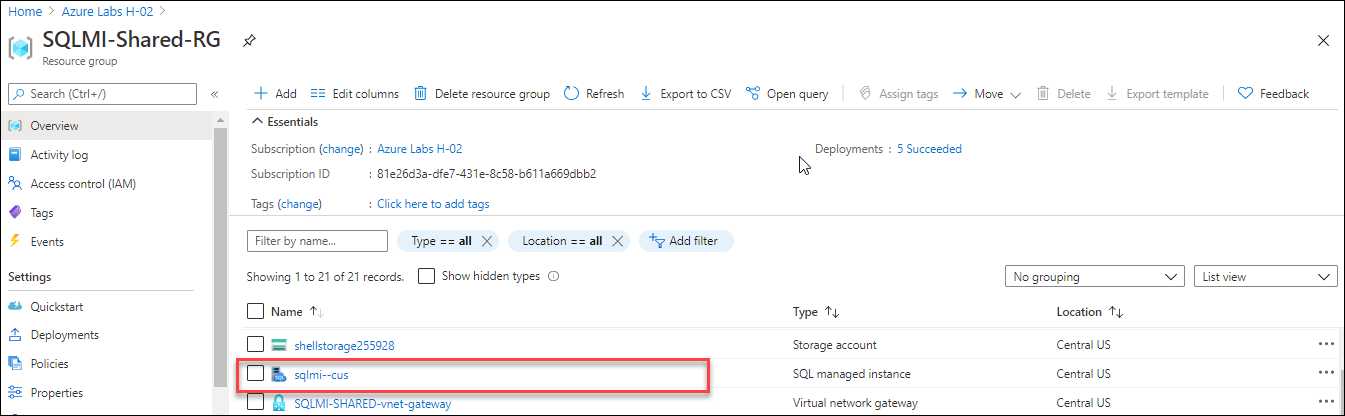 Home > Azure Labs H-02 >
SQLMI-Shared-RG
Resource group
Search (Ctrl+/)
Overview
Activity log
Access control (IAM)
Tags
Events
Settings
Quickstart
Deployments
Policies
Properties
Add Edit columns Delete resource group Refresh Export to CSV Open query Assign tags Move Delete Export template Feedback
Essentials
Subscription (change) : Azure Labs H-02 Deployments : 5 Succeeded
Subscription ID : 81e26d3a-dfe7-431e-8c58-b611a669dbb2
Tags (change) : Click here to add tags
Filter by name... Type == all Location == all Add filter
Showing 1 to 21 of 21 records. Show hidden types No grouping List view
Name Type Location
shellstorage255928 Storage account Central US
sqlmi--cus SQL managed instance Central US
SQLMI-SHARED-vnet-gateway Virtual network gateway Central US